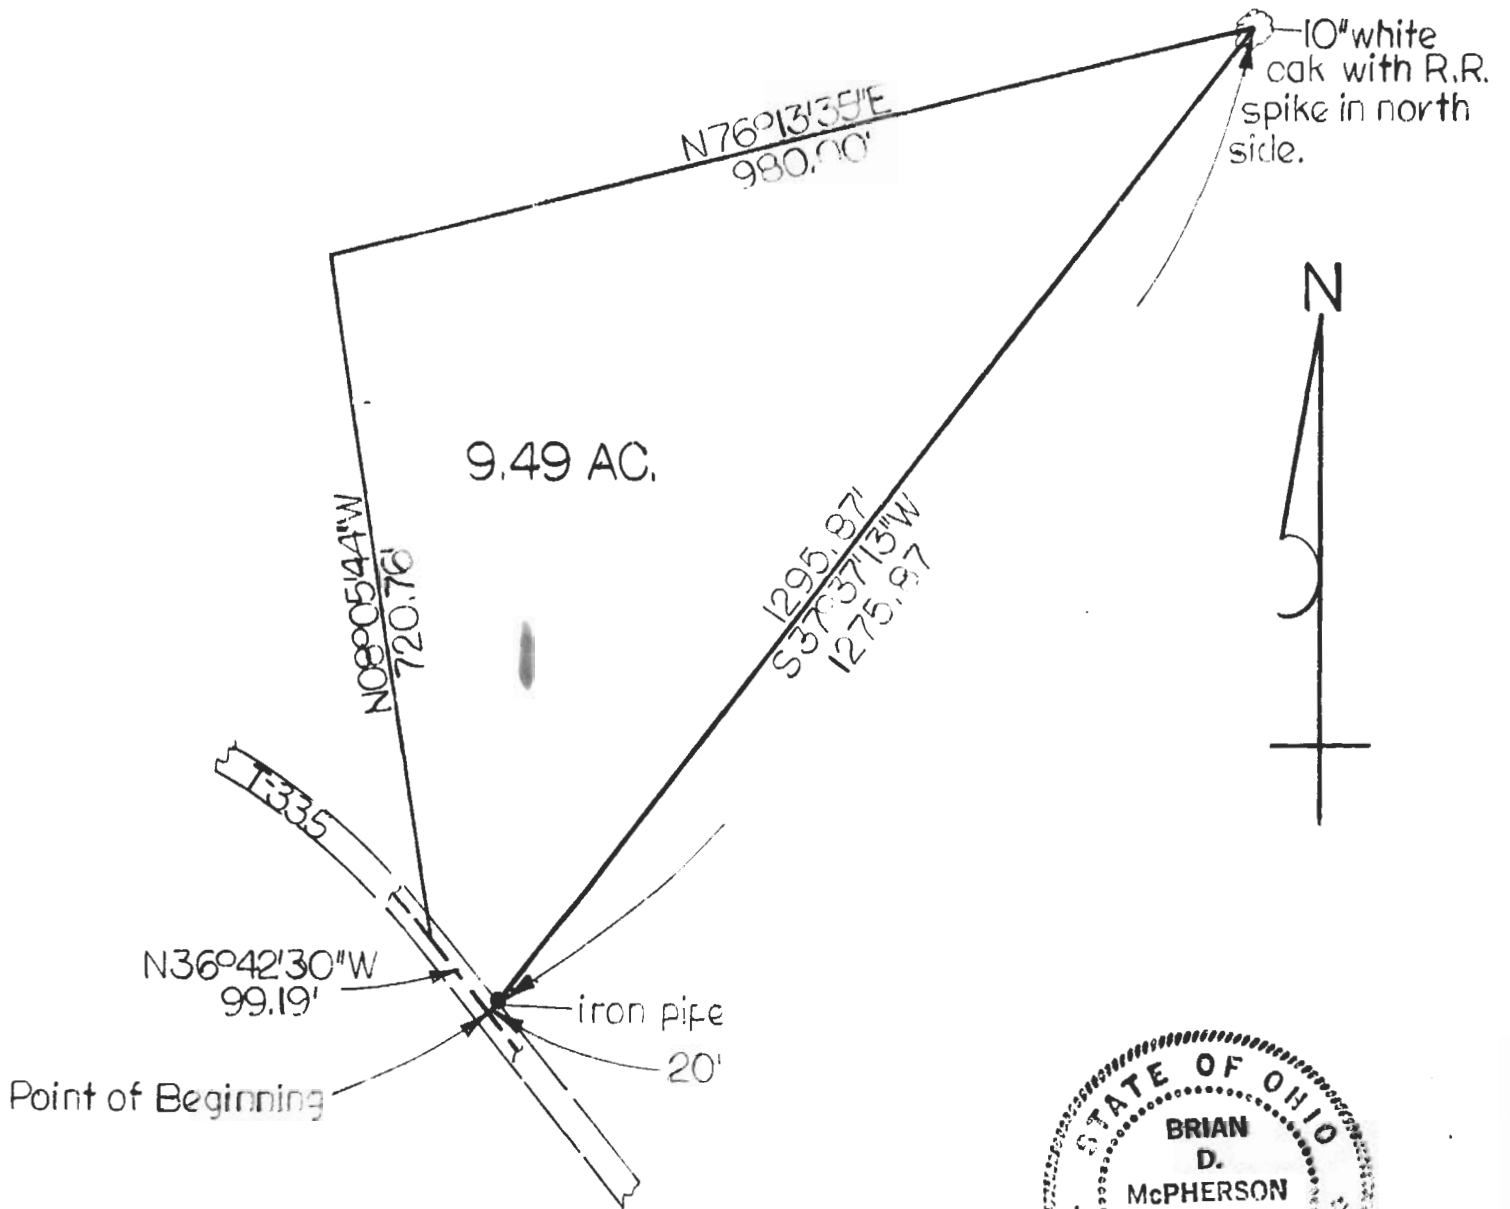 10" white
oak with R.R.
spike in north
side.
N76°13'35"E
980.00'
N
9.49 AC.
N08°05'44"W
720.76'
1295.87'
S37°37'13"W
1275.87
T-335
N36°42'30"W
99.19'
iron pipe
20'
Point of Beginning
STATE OF OHIO
BRIAN
D.
McPHERSON